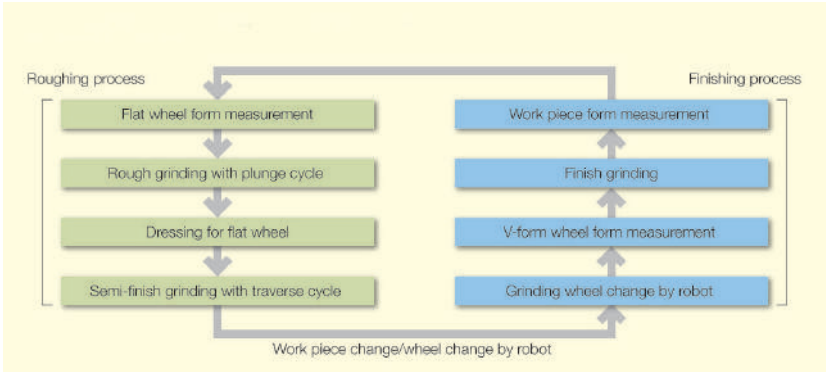 Roughing process
Flat wheel form measurement
Rough grinding with plunge cycle
Dressing for flat wheel
Semi-finish grinding with traverse cycle
Work piece change/wheel change by robot
Finishing process
Work piece form measurement
Finish grinding
V-form wheel form measurement
Grinding wheel change by robot